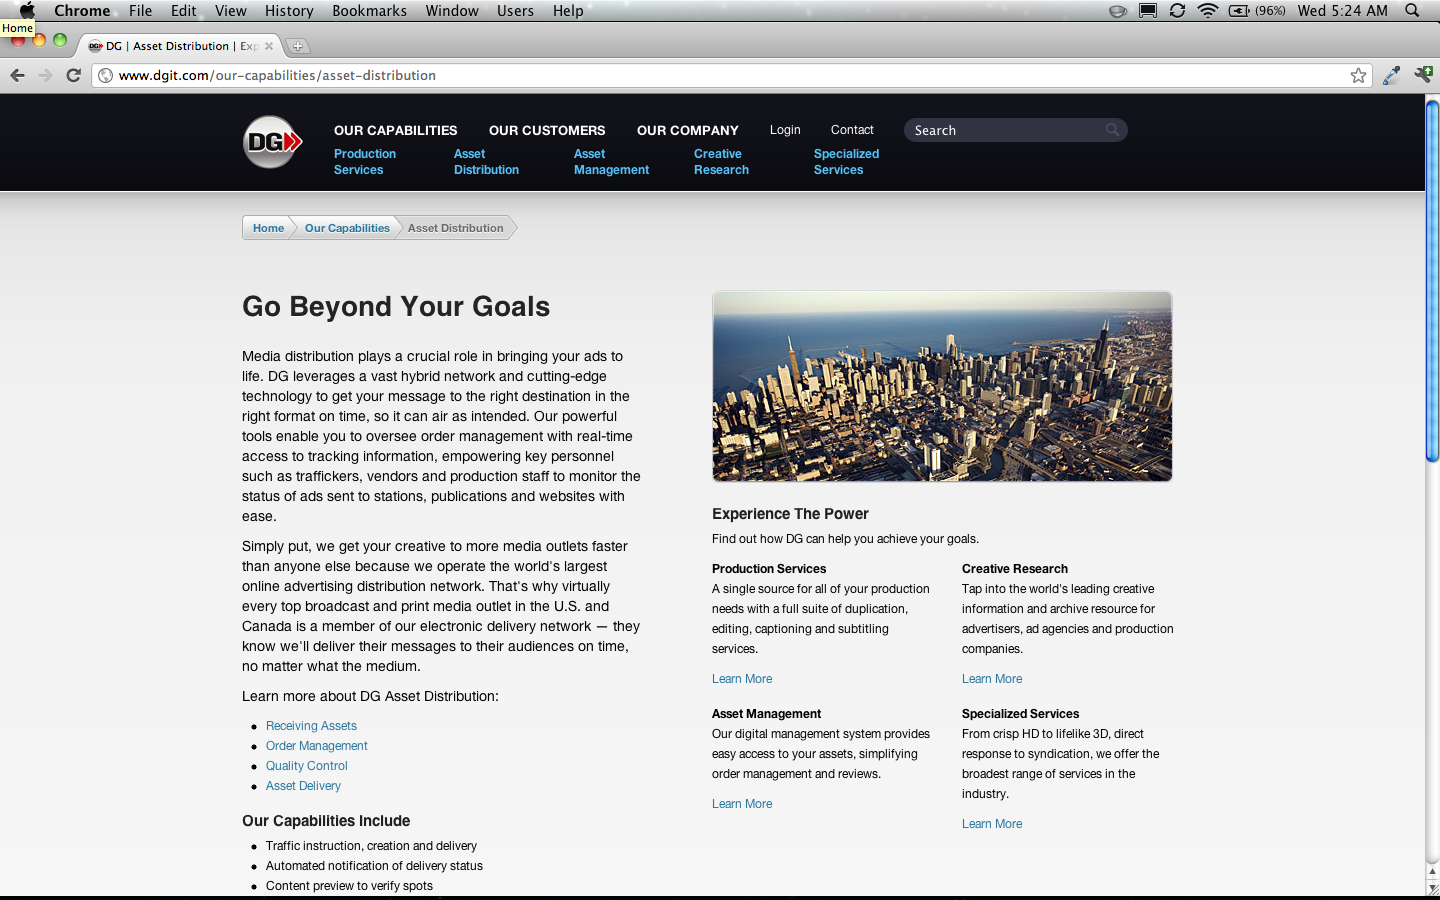 Chrome File Edit View History Bookmarks Window Users Help (96%) Wed 5:24 AM
Home
DG | Asset Distribution | Exp
www.dgit.com/our-capabilities/asset-distribution
DG
OUR CAPABILITIES OUR CUSTOMERS OUR COMPANY Login Contact Search
Production Services
Asset Distribution
Asset Management
Creative Research
Specialized Services
Home Our Capabilities Asset Distribution
Go Beyond Your Goals
Media distribution plays a crucial role in bringing your ads to
life. DG leverages a vast hybrid network and cutting-edge
technology to get your message to the right destination in the
right format on time, so it can air as intended. Our powerful
tools enable you to oversee order management with real-time
access to tracking information, empowering key personnel
such as traffickers, vendors and production staff to monitor the
status of ads sent to stations, publications and websites with
ease.
Simply put, we get your creative to more media outlets faster
than anyone else because we operate the world's largest
online advertising distribution network. That's why virtually
every top broadcast and print media outlet in the U.S. and
Canada is a member of our electronic delivery network — they
know we'll deliver their messages to their audiences on time,
no matter what the medium.
Learn more about DG Asset Distribution:
Receiving Assets
Order Management
Quality Control
Asset Delivery
Our Capabilities Include
Traffic instruction, creation and delivery
Automated notification of delivery status
Content preview to verify spots
Experience The Power
Find out how DG can help you achieve your goals.
Production Services
A single source for all of your production
needs with a full suite of duplication,
editing, captioning and subtitling
services.
Learn More
Creative Research
Tap into the world's leading creative
information and archive resource for
advertisers, ad agencies and production
companies.
Learn More
Asset Management
Our digital management system provides
easy access to your assets, simplifying
order management and reviews.
Learn More
Specialized Services
From crisp HD to lifelike 3D, direct
response to syndication, we offer the
broadest range of services in the
industry.
Learn More